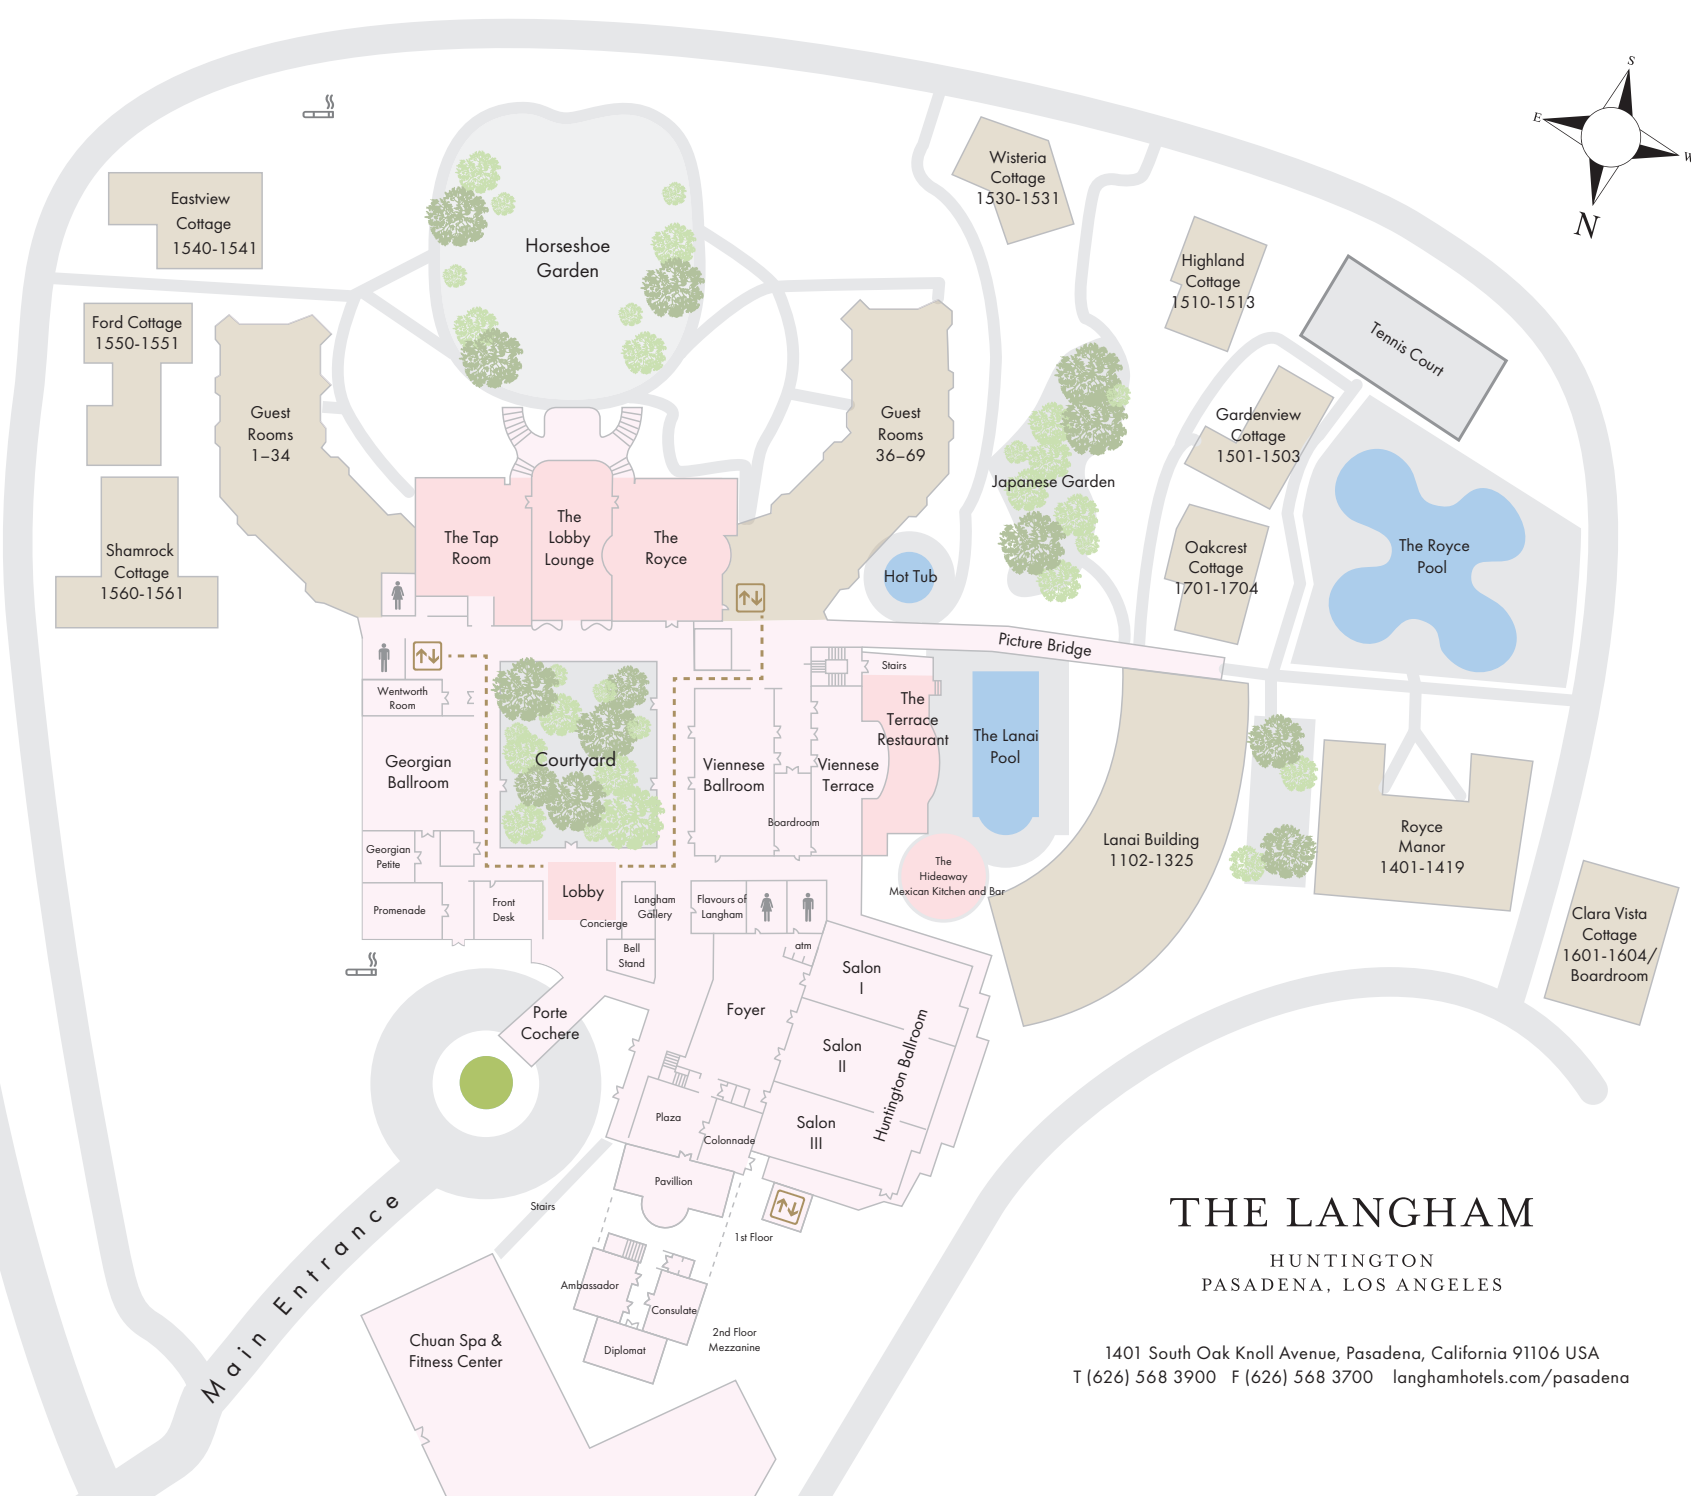 S
E
W
N
Eastview
Cottage
1540-1541
Horseshoe
Garden
Wisteria
Cottage
1530-1531
Highland
Cottage
1510-1513
Tennis Court
Ford Cottage
1550-1551
Guest
Rooms
1–34
Guest
Rooms
36–69
Gardenview
Cottage
1501-1503
Japanese Garden
Shamrock
Cottage
1560-1561
The Tap
Room
The
Lobby
Lounge
The
Royce
Hot Tub
Oakcrest
Cottage
1701-1704
The Royce
Pool
Picture Bridge
Stairs
Wentworth
Room
Georgian
Ballroom
Courtyard
Viennese
Ballroom
Viennese
Terrace
Boardroom
The
Terrace
Restaurant
The Lanai
Pool
Lanai Building
1102-1325
Royce
Manor
1401-1419
Georgian
Petite
Promenade
Front
Desk
Lobby
Concierge
Langham
Gallery
Bell
Stand
Flavours of
Langham
atm
The
Hideaway
Mexican Kitchen and Bar
Clara Vista
Cottage
1601-1604/
Boardroom
Porte
Cochere
Foyer
Salon
I
Salon
II
Salon
III
Huntington Ballroom
Plaza
Colonnade
Pavillion
Stairs
1st Floor
Ambassador
Consulate
Diplomat
2nd Floor
Mezzanine
Main Entrance
Chuan Spa &
Fitness Center
THE LANGHAM
HUNTINGTON
PASADENA, LOS ANGELES
1401 South Oak Knoll Avenue, Pasadena, California 91106 USA
T (626) 568 3900 F (626) 568 3700 langhamhotels.com/pasadena